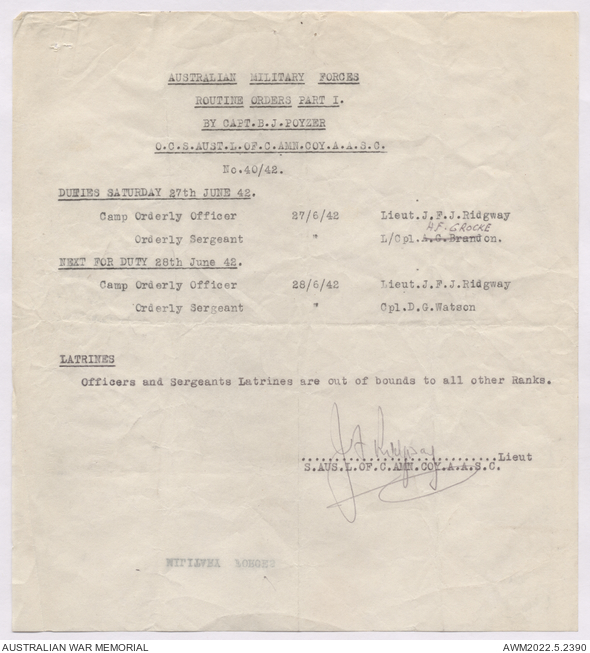 AUSTRALIAN MILITARY FORCES
ROUTINE ORDERS PART I.
BY CAPT.B.J.POYZER
O.C.S.AUST.L.OF.C.AMN.COY.A.A.S.C.
No.40/42.
DUTIES SATURDAY 27th JUNE 42.
Camp Orderly Officer 27/6/42 Lieut.J.F.J.Ridgway
A.F. GROCKE
Orderly Sergeant " L/Cpl.A.G.Brandon.
NEXT FOR DUTY 28th June 42.
Camp Orderly Officer 28/6/42 Lieut.J.F.J.Ridgway
Orderly Sergeant " Cpl.D.G.Watson
LATRINES
Officers and Sergeants Latrines are out of bounds to all other Ranks.
J F Ridgway
..............................Lieut
S.AUS.L.OF.C.AMN.COY.A.A.S.C.
MILITARY FORCES
AUSTRALIAN WAR MEMORIAL
AWM2022.5.2390